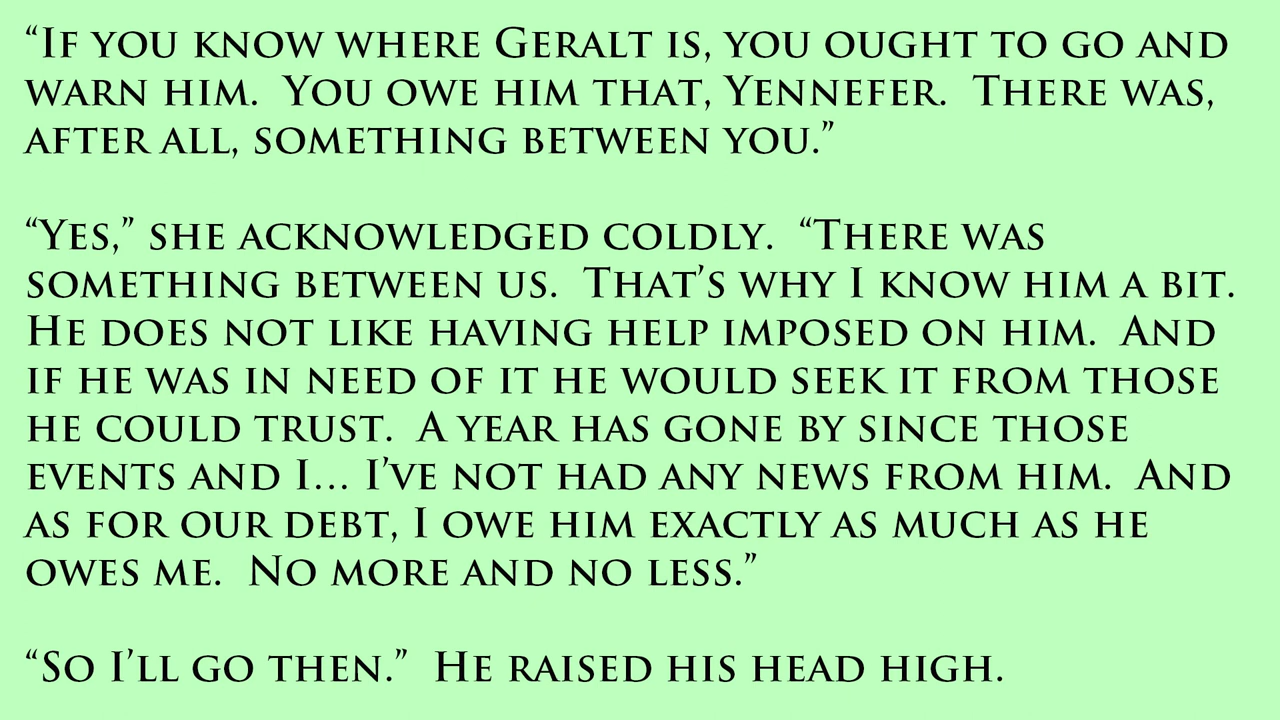 “If you know where Geralt is, you ought to go and
warn him.  You owe him that, Yennefer.  There was,
after all, something between you.”

“Yes,” she acknowledged coldly.  “There was
something between us.  That’s why I know him a bit.
He does not like having help imposed on him.  And
if he was in need of it he would seek it from those
he could trust.  A year has gone by since those
events and I… I’ve not had any news from him.  And
as for our debt, I owe him exactly as much as he
owes me.  No more and no less.”

“So I’ll go then.”  He raised his head high.